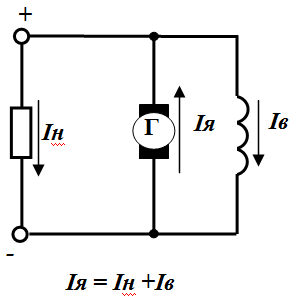 +
Iн
Г
Iя
Iв
-
Iя = Iн +Iв